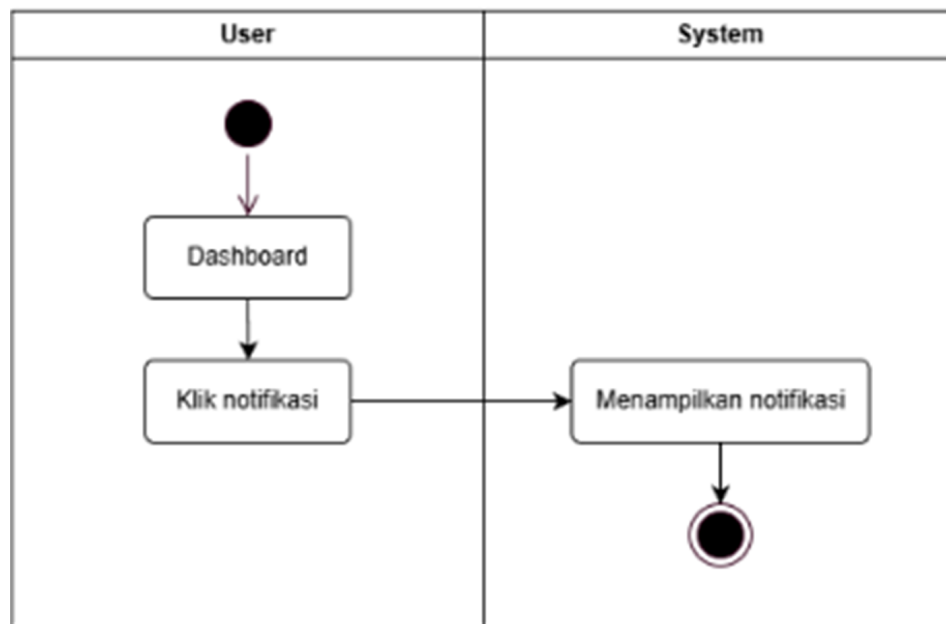 User
System
Dashboard
Klik notifikasi
Menampilkan notifikasi